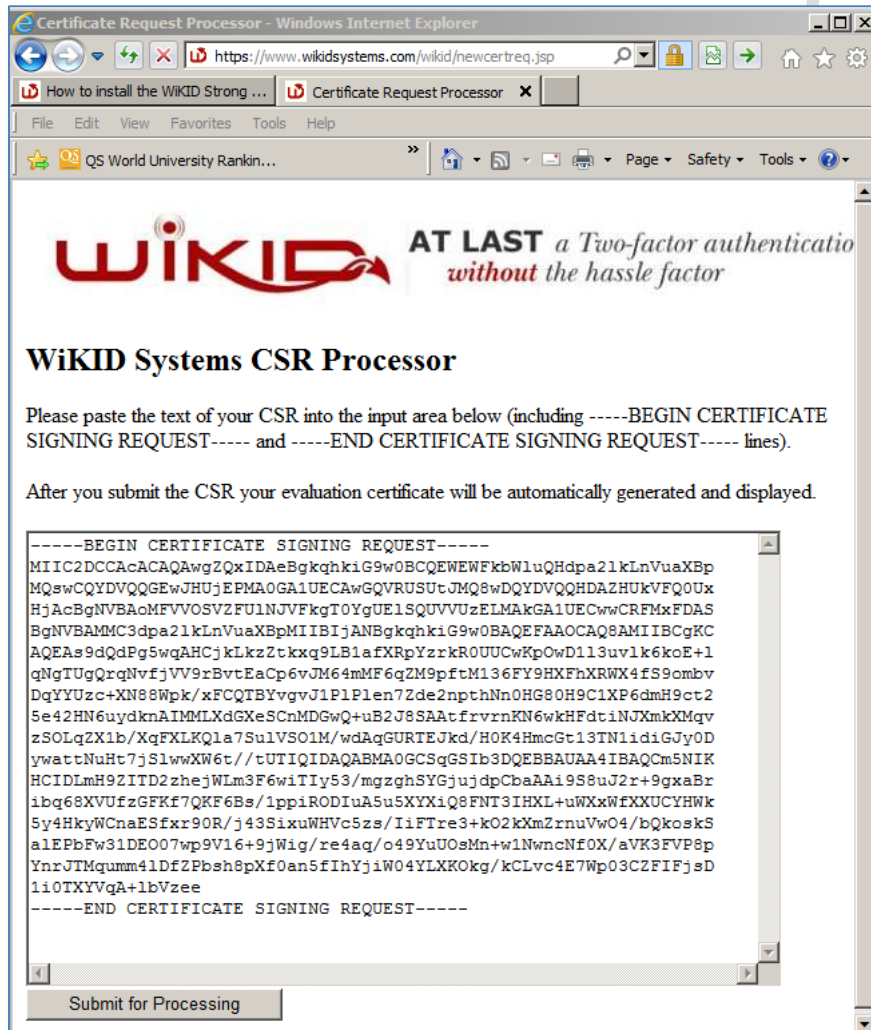 Certificate Request Processor - Windows Internet Explorer
https://www.wikidsystems.com/wikid/newcertreq.jsp
How to install the WiKID Strong ... Certificate Request Processor
File Edit View Favorites Tools Help
QS World University Rankin... » Page Safety Tools
WiKID AT LAST a Two-factor authenticatio
without the hassle factor
WiKID Systems CSR Processor
Please paste the text of your CSR into the input area below (including -----BEGIN CERTIFICATE
SIGNING REQUEST----- and -----END CERTIFICATE SIGNING REQUEST----- lines).
After you submit the CSR your evaluation certificate will be automatically generated and displayed.
-----BEGIN CERTIFICATE SIGNING REQUEST-----
MIIC2DCCAcACAQAwgZQxIDAeBgkqhkiG9w0BCQEWEWFkbWluQHdpa2lkLnVuaXBp
MQswCQYDVQQGEwJHUjEPMA0GA1UECAwGQVRUSUtJMQ8wDQYDVQQHDAZHUkVFQ0Ux
HjAcBgNVBAoMFVVOSVZFUlNJVFkgT0YgUElSQUVVUzELMAkGA1UECwwCRFMxFDAS
BgNVBAMMC3dpa2lkLnVuaXBpMIIBIjANBgkqhkiG9w0BAQEFAAOCAQ8AMIIBCgKC
AQEAs9dQdPg5wqAHCjkLkzZtkxq9LB1afXRpYzrkR0UUCwKpOwD1l3uvlk6koE+l
qNgTUgQrqNvfjVV9rBvtEaCp6vJM64mMF6qZM9pftM136FY9HXFhXRWX4fS9ombv
DqYYUzc+XN88Wpk/xFCQTBYvgvJ1PlPlen7Zde2npthNn0HG80H9C1XP6dmH9ct2
5e42HN6uydknAIMMLXdGXeSCnMDGwQ+uB2J8SAAtfrvrnKN6wkHFdtiNJXmkXMqv
zSOLqZX1b/XqFXLKQla7SulVSO1M/wdAqGURTEJkd/H0K4HmcGt13TN1idiGJy0D
ywattNuHt7jSlwwXW6t//tUTIQIDAQABMA0GCSqGSIb3DQEBBAUAA4IBAQCm5NIK
HCIDLmH9ZITD2zhejWLm3F6wiTIy53/mgzghSYGjujdpCbaAAi9S8uJ2r+9gxaBr
ibq68XVUfzGFKf7QKF6Bs/1ppiRODIuA5u5XYXiQ8FNT3IHXL+uWXxWfXXUCYHWk
5y4HkyWCnaESfxr90R/j43SixuWHVc5zs/IiFTre3+kO2kXmZrnuVwO4/bQkoskS
alEPbFw31DEO07wp9V16+9jWig/re4aq/o49YuUOsMn+w1NwncNf0X/aVK3FVP8p
YnrJTMqumm4lDfZPbsh8pXf0an5fIhYjiW04YLXKOkg/kCLvc4E7Wp03CZFIFjsD
1i0TXYVqA+lbVzee
-----END CERTIFICATE SIGNING REQUEST-----
Submit for Processing